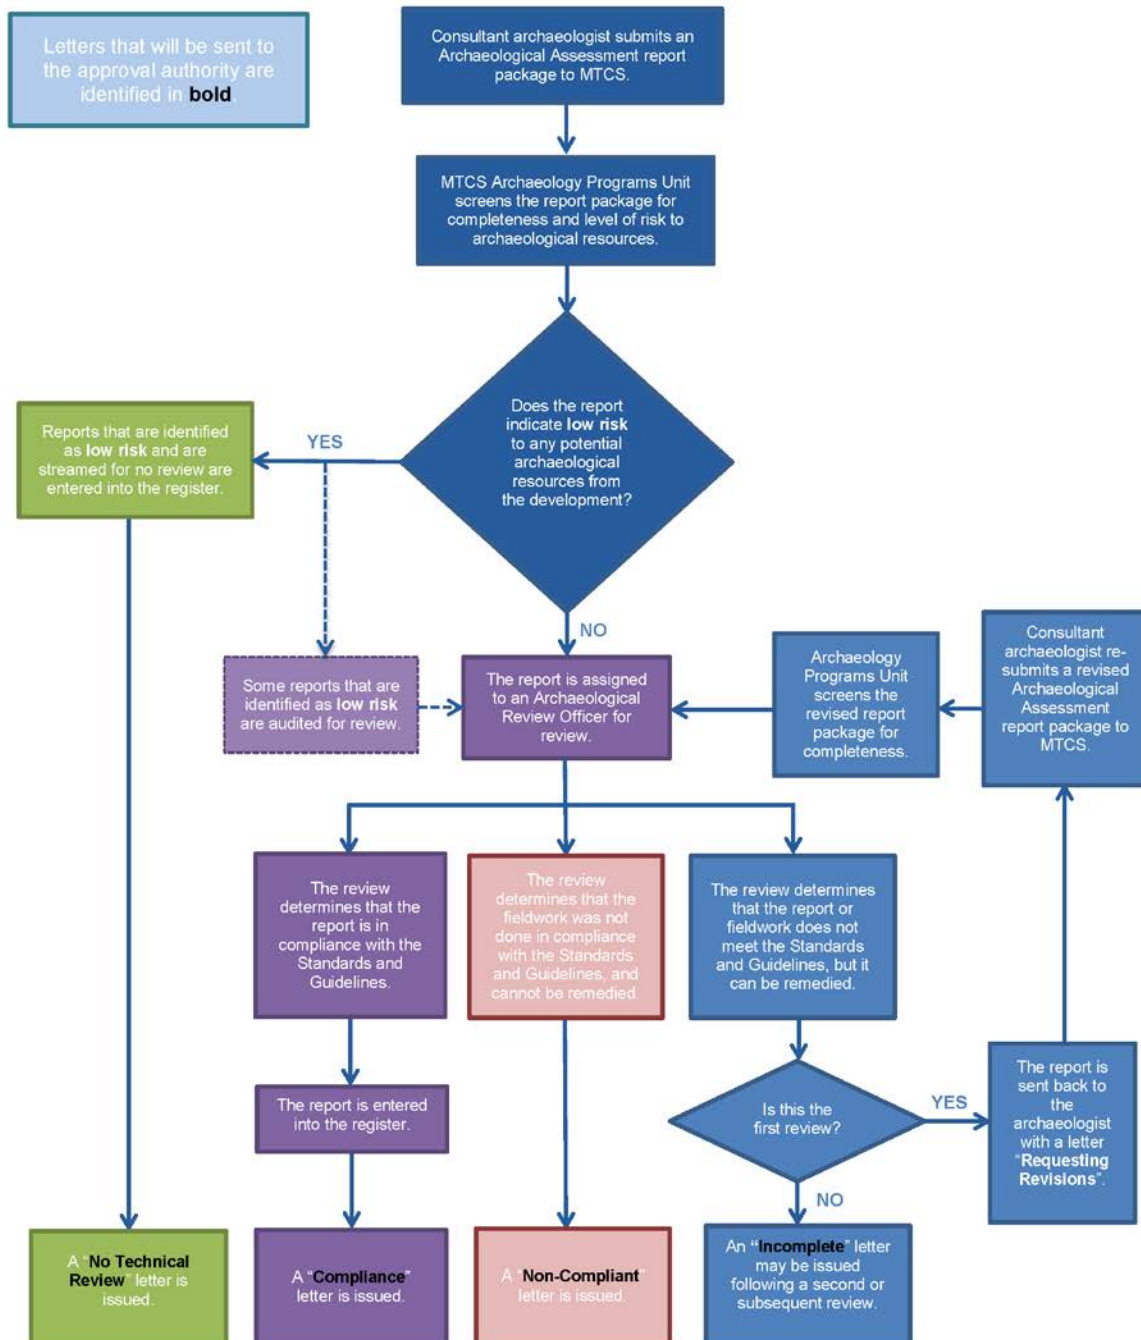 Letters that will be sent to
the approval authority are
identified in bold
Consultant archaeologist submits an
Archaeological Assessment report
package to MTCS.
MTCS Archaeology Programs Unit
screens the report package for
completeness and level of risk to
archaeological resources.
Does the report
indicate low risk
to any potential
archaeological
resources from
the development?
YES
Reports that are identified
as low risk and are
streamed for no review are
entered into the register.
NO
Some reports that are
identified as low risk
are audited for review.
The report is assigned
to an Archaeological
Review Officer for
review.
Archaeology
Programs Unit
screens the
revised report
package for
completeness.
Consultant
archaeologist re-
submits a revised
Archaeological
Assessment
report package to
MTCS.
The review
determines that the
report is in
compliance with the
Standards and
Guidelines.
The review
determines that the
fieldwork was not
done in compliance
with the Standards
and Guidelines, and
cannot be remedied.
The review determines
that the report or
fieldwork does not
meet the Standards
and Guidelines, but it
can be remedied.
The report is entered
into the register.
Is this the
first review?
YES
The report is
sent back to
the
archaeologist
with a letter
"Requesting
Revisions".
NO
A "No Technical
Review" letter is
issued.
A "Compliance"
letter is issued.
A "Non-Compliant"
letter is issued.
An "Incomplete" letter
may be issued
following a second or
subsequent review.